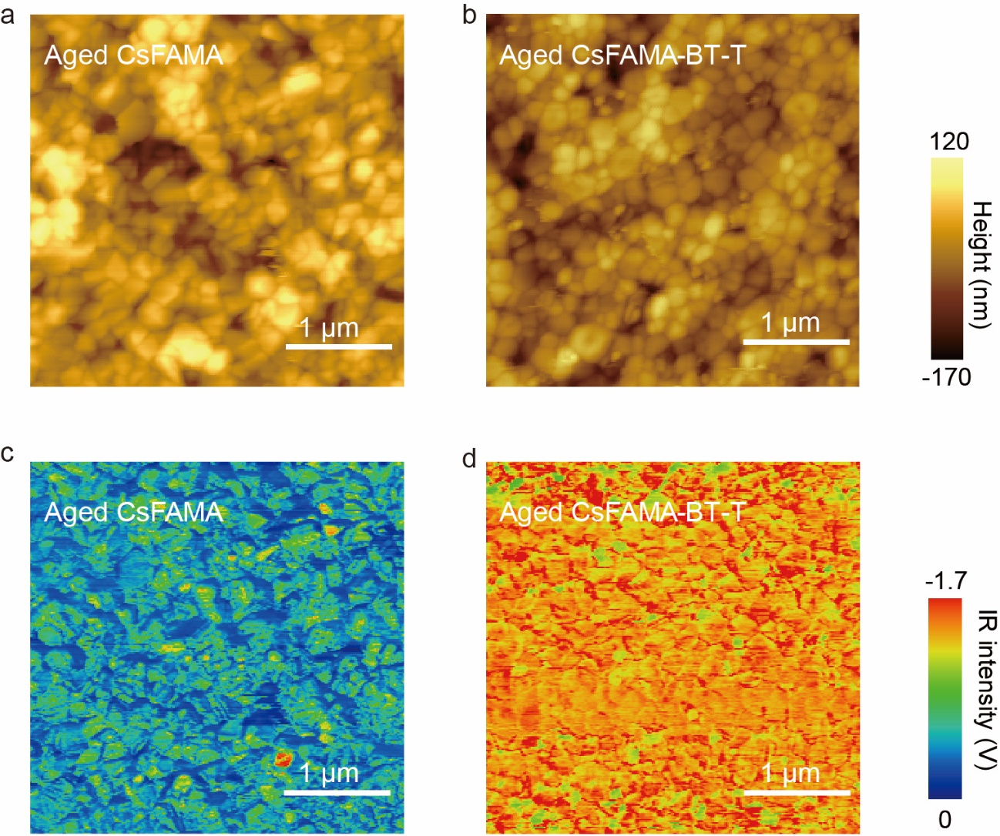 a
b
Aged CsFAMA
Aged CsFAMA-BT-T
1 μm
1 μm
120
Height (nm)
-170
c
d
Aged CsFAMA
Aged CsFAMA-BT-T
1 μm
1 μm
-1.7
IR intensity (V)
0